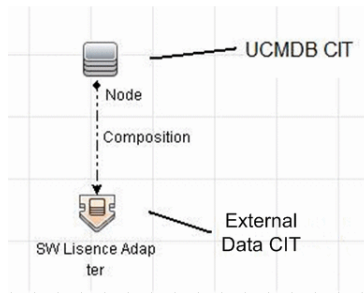 UCMDB CIT
Node
Composition
SW Lisence Adap
ter
External
Data CIT